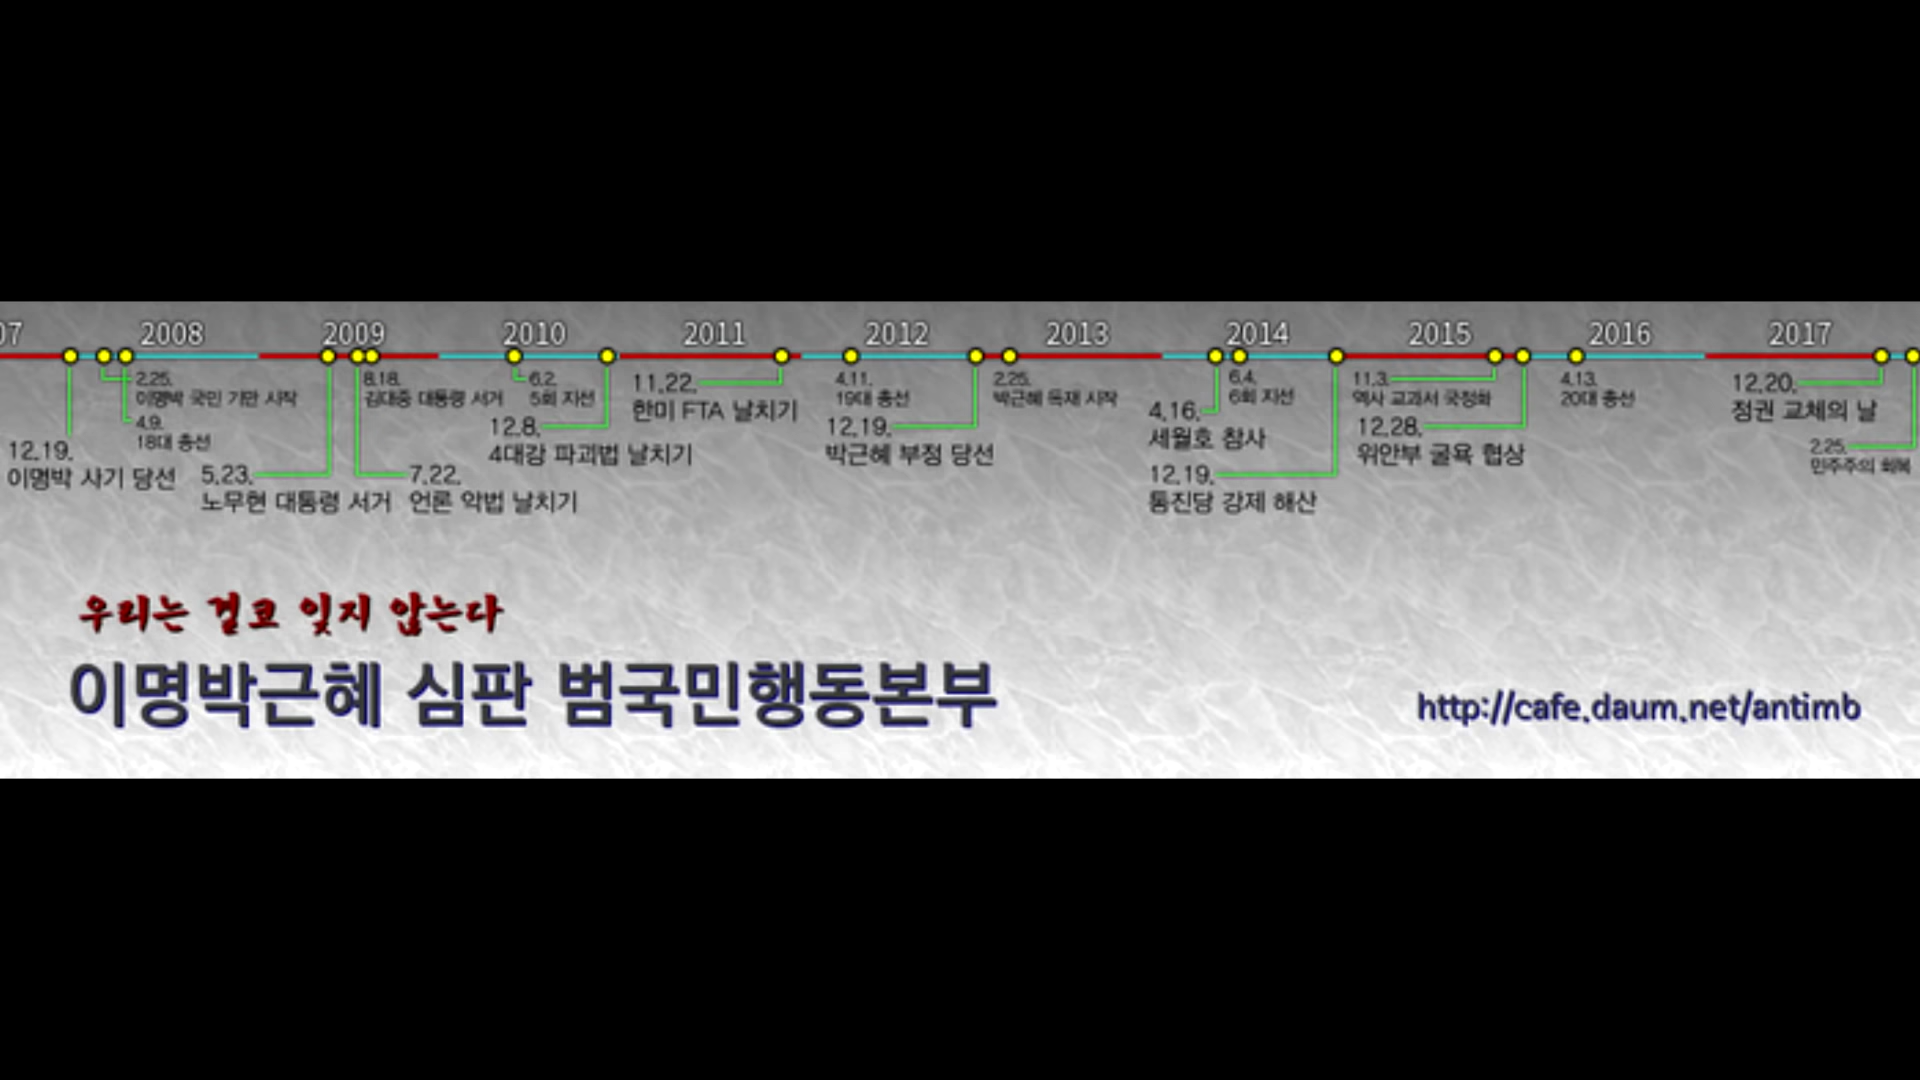 07 2008 2009 2010 2011 2012 2013 2014 2015 2016 2017
12.19.
이명박 사기 당선
2.25.
이명박 국민 기만 시작
4.9.
18대 총선
5.23.
노무현 대통령 서거
7.22.
언론 악법 날치기
8.18.
김대중 대통령 서거
6.2.
5회 지선
12.8.
4대강 파괴법 날치기
11.22.
한미 FTA 날치기
4.11.
19대 총선
12.19.
박근혜 부정 당선
2.25.
박근혜 독재 시작
4.16.
세월호 참사
6.4.
6회 지선
12.19.
통진당 강제 해산
11.3.
역사 교과서 국정화
12.28.
위안부 굴욕 협상
4.13.
20대 총선
12.20.
정권 교체의 날
2.25.
민주주의 회복
우리는 결코 잊지 않는다
이명박근혜 심판 범국민행동본부
http://cafe.daum.net/antimb